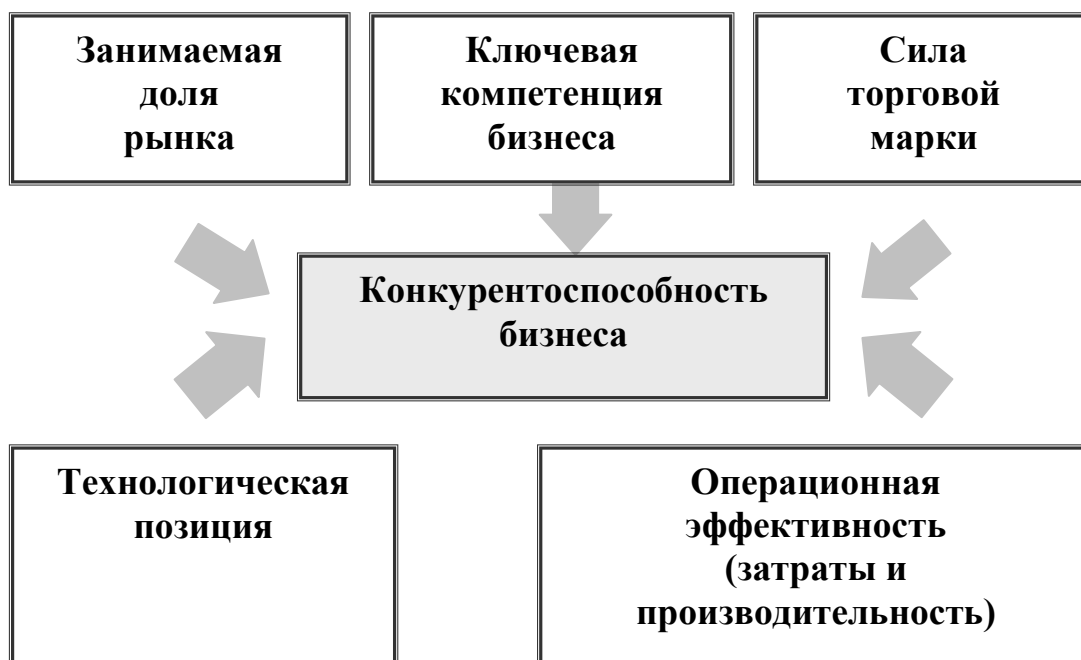 Занимаемая
доля
рынка
Ключевая
компетенция
бизнеса
Сила
торговой
марки
Конкурентоспособность
бизнеса
Технологическая
позиция
Операционная
эффективность
(затраты и
производительность)